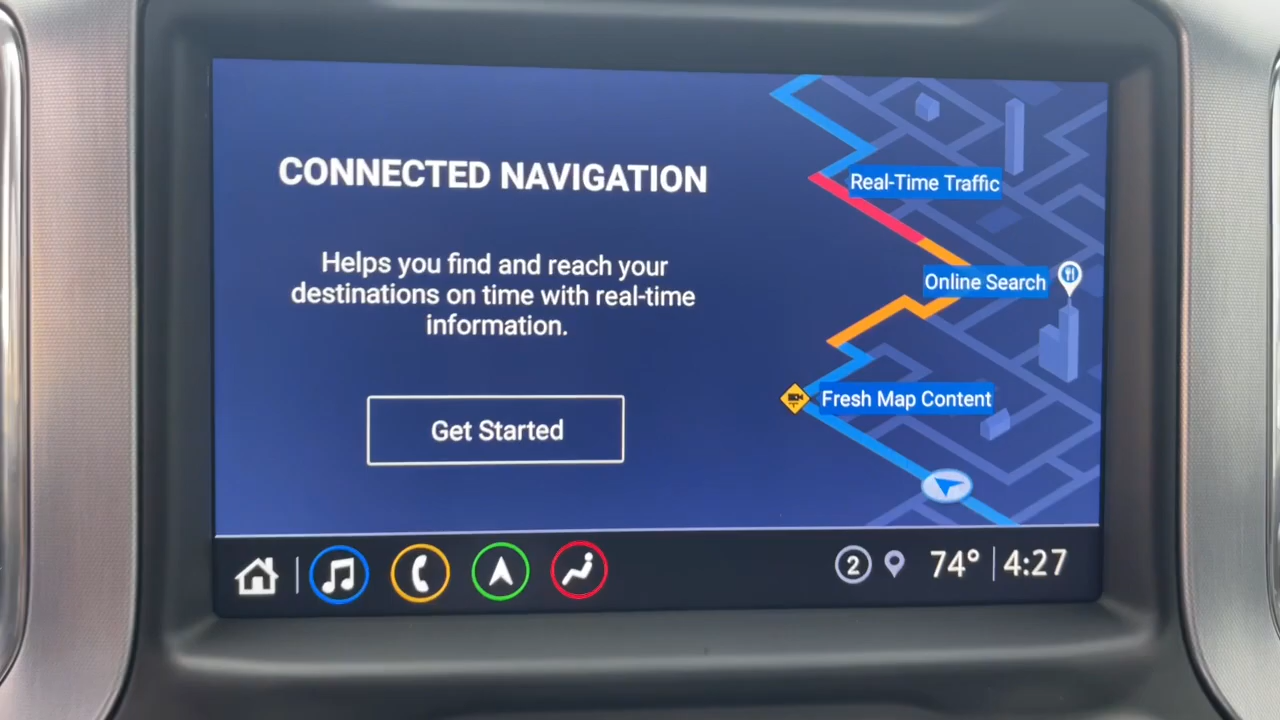 CONNECTED NAVIGATION
Helps you find and reach your
destinations on time with real-time
information.
Get Started
Real-Time Traffic
Online Search
Fresh Map Content
2 74° 4:27